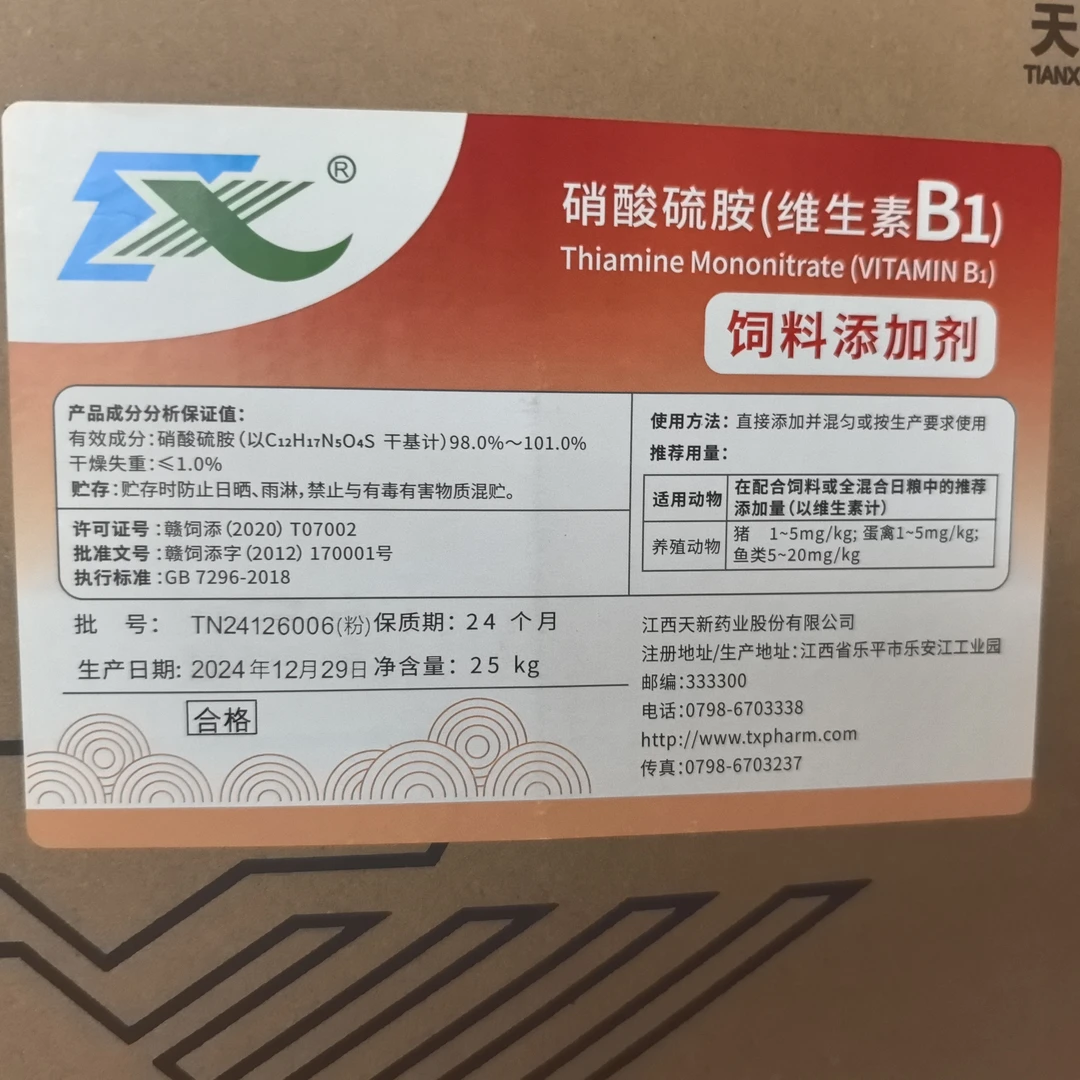 天
TIANX
TX®
硝酸硫胺(维生素B1)
Thiamine Mononitrate (VITAMIN B₁)
饲料添加剂
产品成分分析保证值：
有效成分：硝酸硫胺（以C₁₂H₁₇N₅O₄S 干基计）98.0%～101.0%
干燥失重：≤1.0%
贮存：贮存时防止日晒、雨淋，禁止与有毒有害物质混贮。
许可证号：赣饲添（2020）T07002
批准文号：赣饲添字（2012）170001号
执行标准：GB 7296-2018
使用方法：直接添加并混匀或按生产要求使用
推荐用量：
适用动物 在配合饲料或全混合日粮中的推荐
添加量（以维生素计）
养殖动物 猪 1~5mg/kg; 蛋禽1~5mg/kg;
鱼类5~20mg/kg
批 号： TN24126006(粉) 保质期：24 个月
生产日期: 2024年12月29日 净含量：25 kg
合格
江西天新药业股份有限公司
注册地址/生产地址：江西省乐平市乐安江工业园
邮编:333300
电话:0798-6703338
http://www.txpharm.com
传真:0798-6703237